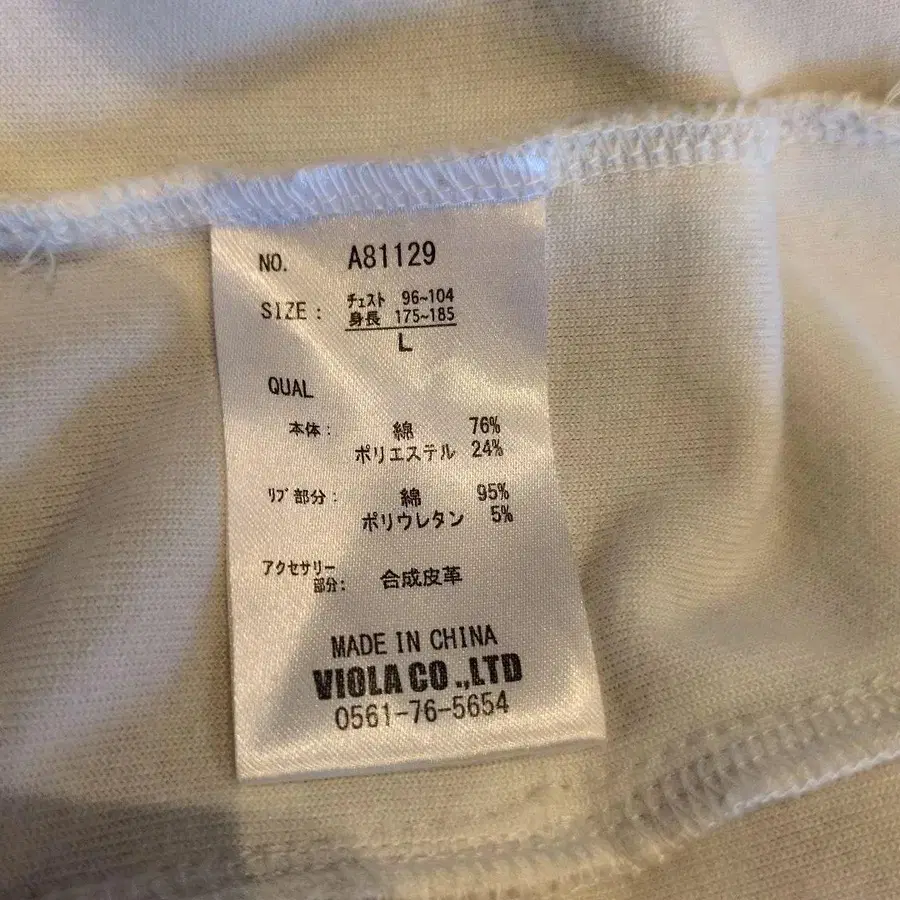 NO. A81129
SIZE: チェスト 96~104
身長 175~185
L
QUAL
本体: 綿 76%
ポリエステル 24%
リブ部分: 綿 95%
ポリウレタン 5%
アクセサリー
部分: 合成皮革
MADE IN CHINA
VIOLA CO.,LTD
0561-76-5654